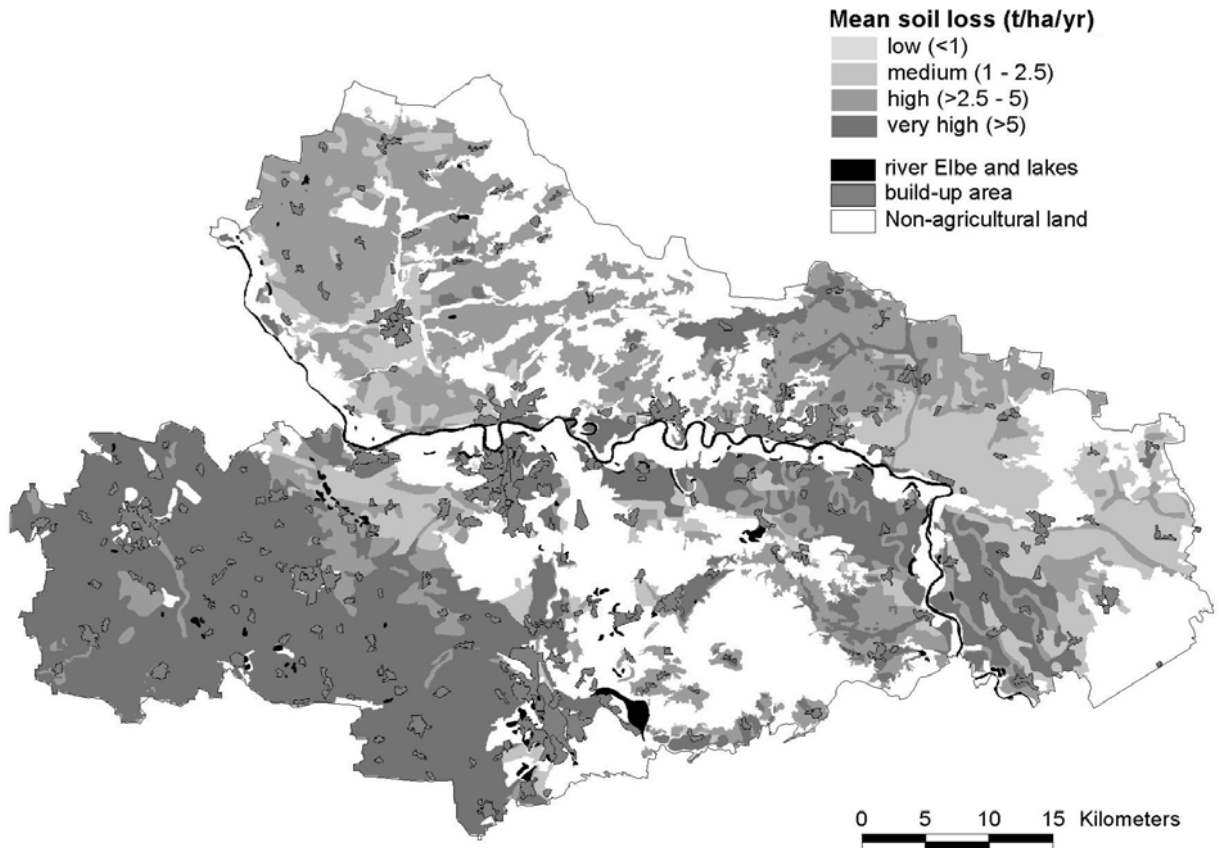 Mean soil loss (t/ha/yr)
low (<1)
medium (1 - 2.5)
high (>2.5 - 5)
very high (>5)
river Elbe and lakes
build-up area
Non-agricultural land
0 5 10 15 Kilometers